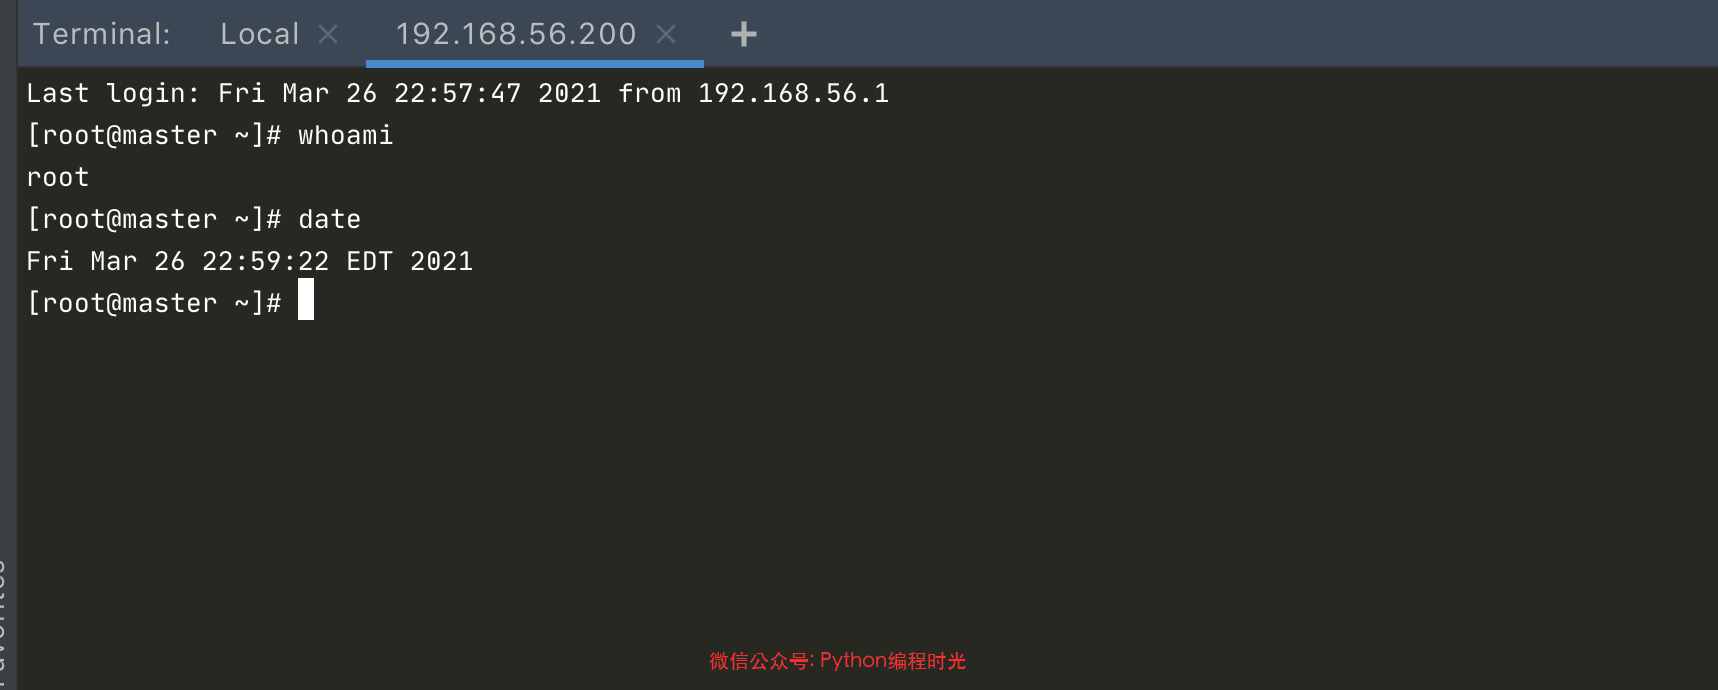 Terminal: Local × 192.168.56.200 × +
Last login: Fri Mar 26 22:57:47 2021 from 192.168.56.1
[root@master ~]# whoami
root
[root@master ~]# date
Fri Mar 26 22:59:22 EDT 2021
[root@master ~]#
微信公众号: Python编程时光